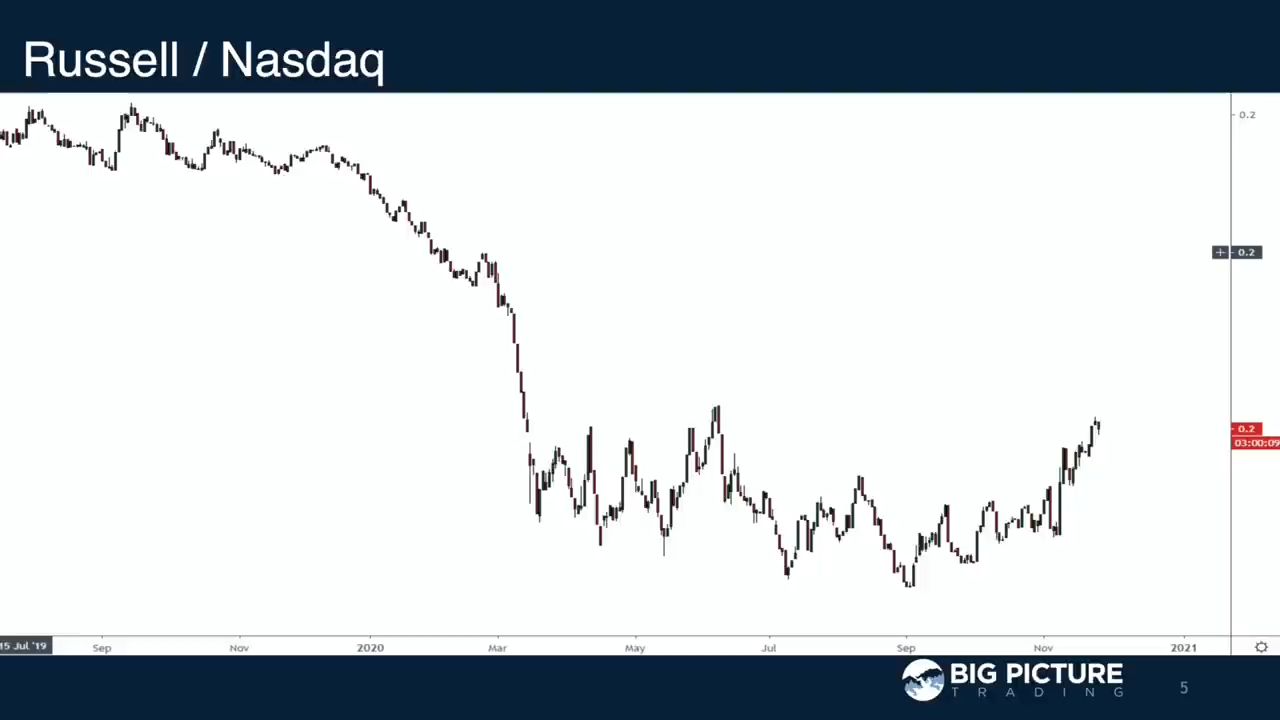 Russell / Nasdaq
0.2
+ 0.2
0.2
03:00:09
15 Jul '19 Sep Nov 2020 Mar May Jul Sep Nov 2021
BIG PICTURE
TRADING
5